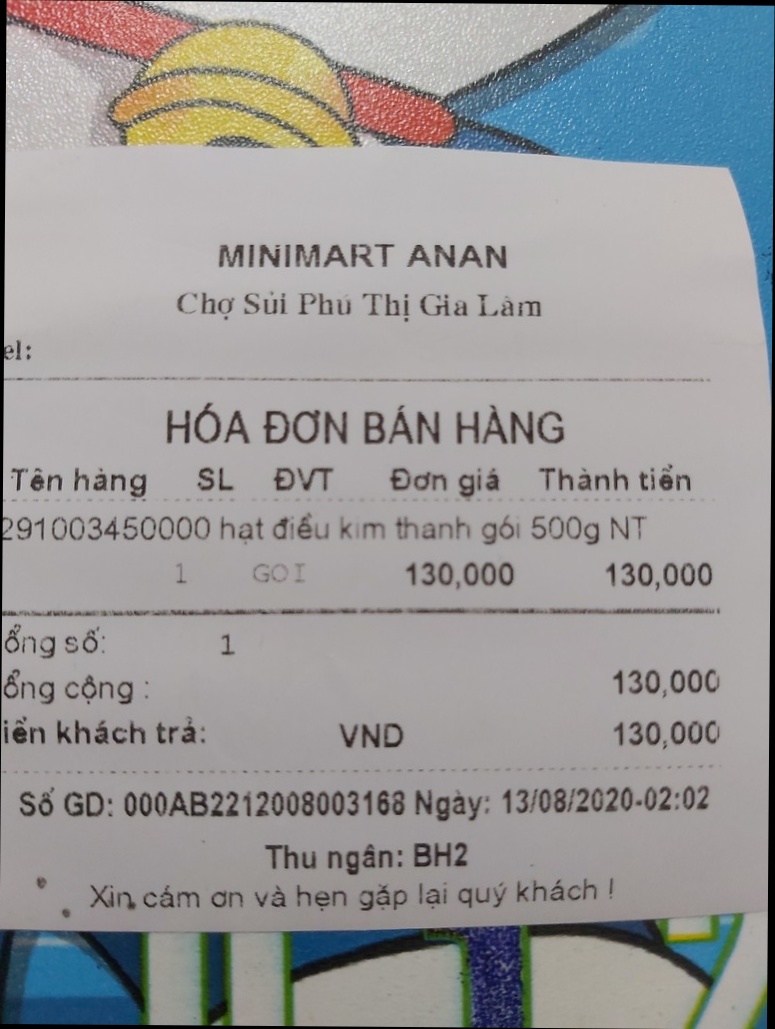 MINIMART ANAN
Chợ Sủi Phú Thị Gia Lâm
el:
HÓA ĐƠN BÁN HÀNG
Tên hàng SL ĐVT Đơn giá Thành tiển
291003450000 hạt điều kim thanh gói 500g NT
1 GOI 130,000 130,000
ổng số: 1
ổng cộng : 130,000
iển khách trả: VND 130,000
Số GD: 000AB2212008003168 Ngày: 13/08/2020-02:02
Thu ngân: BH2
Xin cám ơn và hẹn gặp lại quý khách !